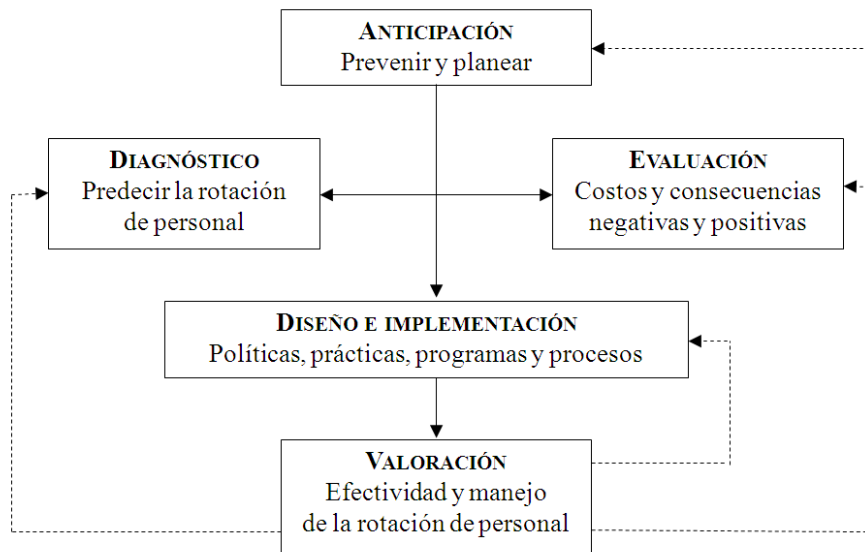 ANTICIPACIÓN
Prevenir y planear
DIAGNÓSTICO
Predecir la rotación
de personal
EVALUACIÓN
Costos y consecuencias
negativas y positivas
DISEÑO E IMPLEMENTACIÓN
Políticas, prácticas, programas y procesos
VALORACIÓN
Efectividad y manejo
de la rotación de personal